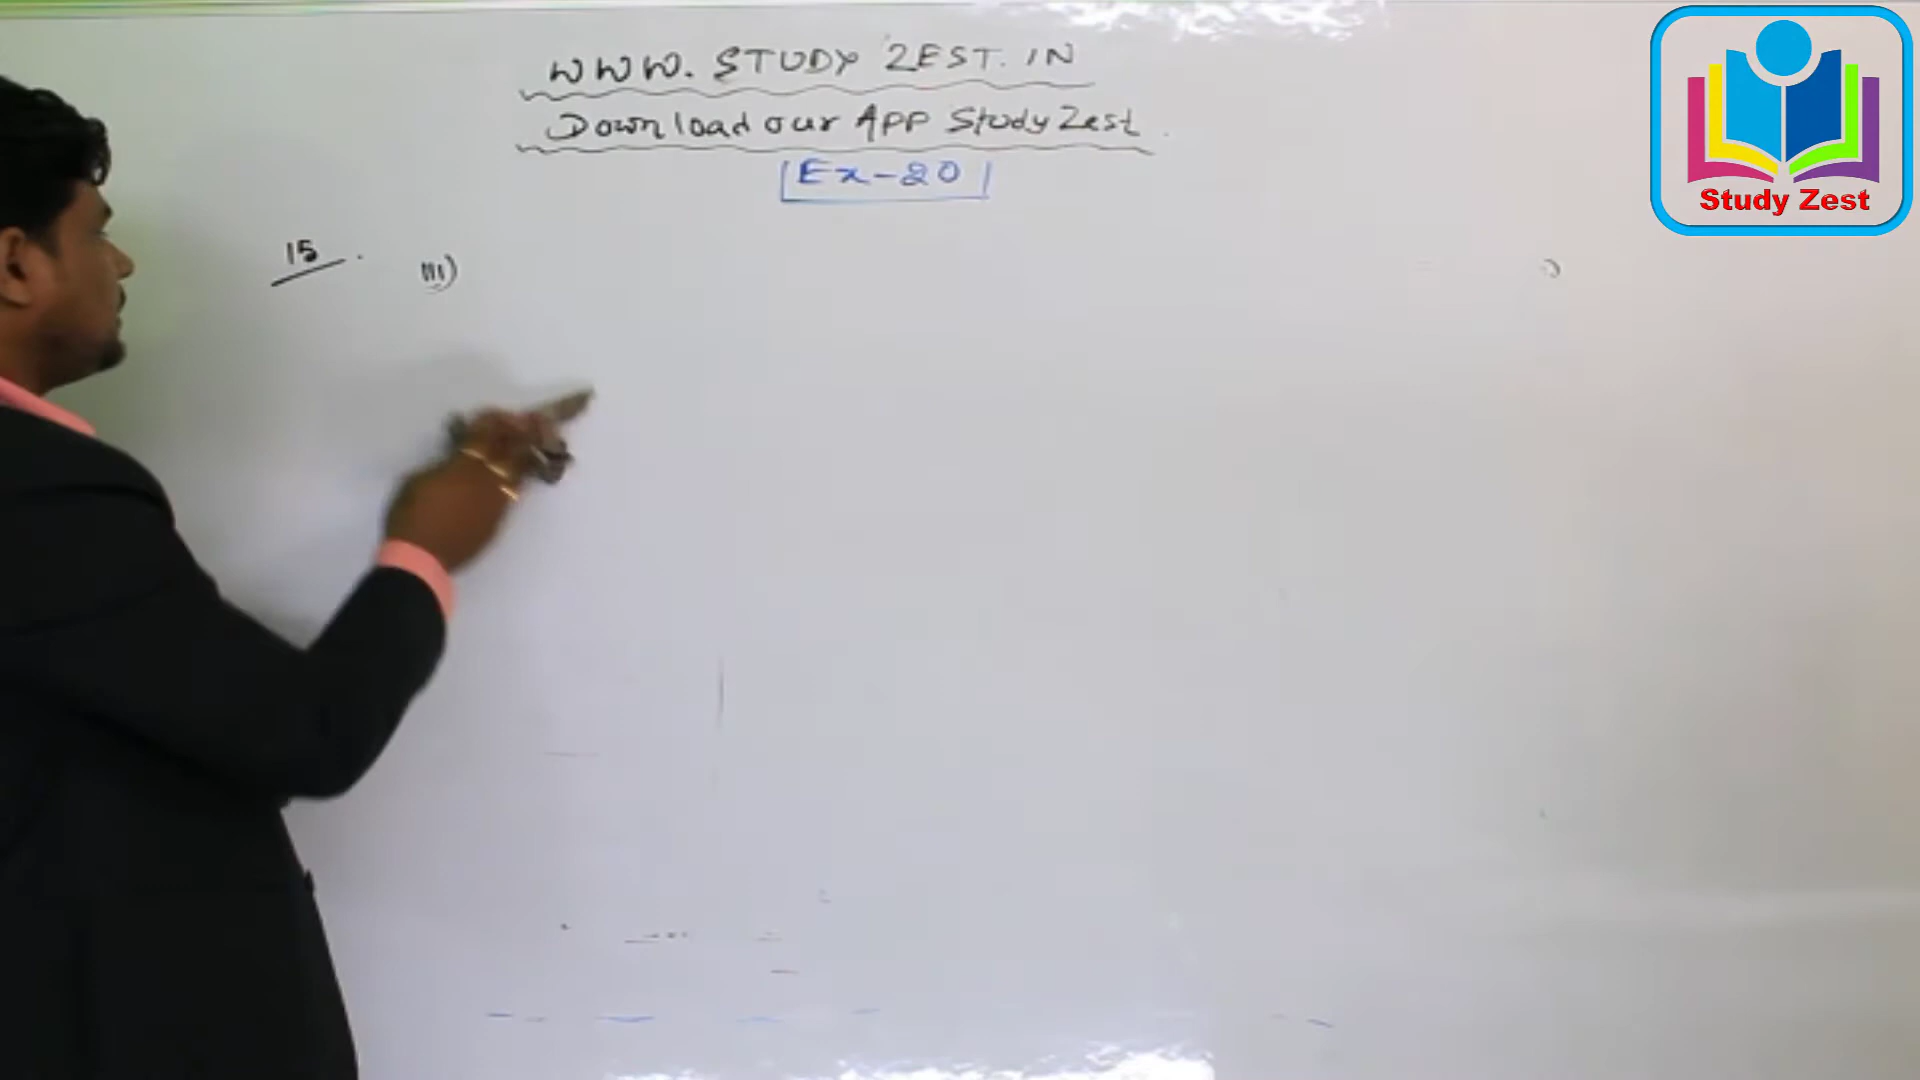 WWW. STUDY ZEST. IN
Download our APP Study Zest.
Ex-20
15. III)
Study Zest